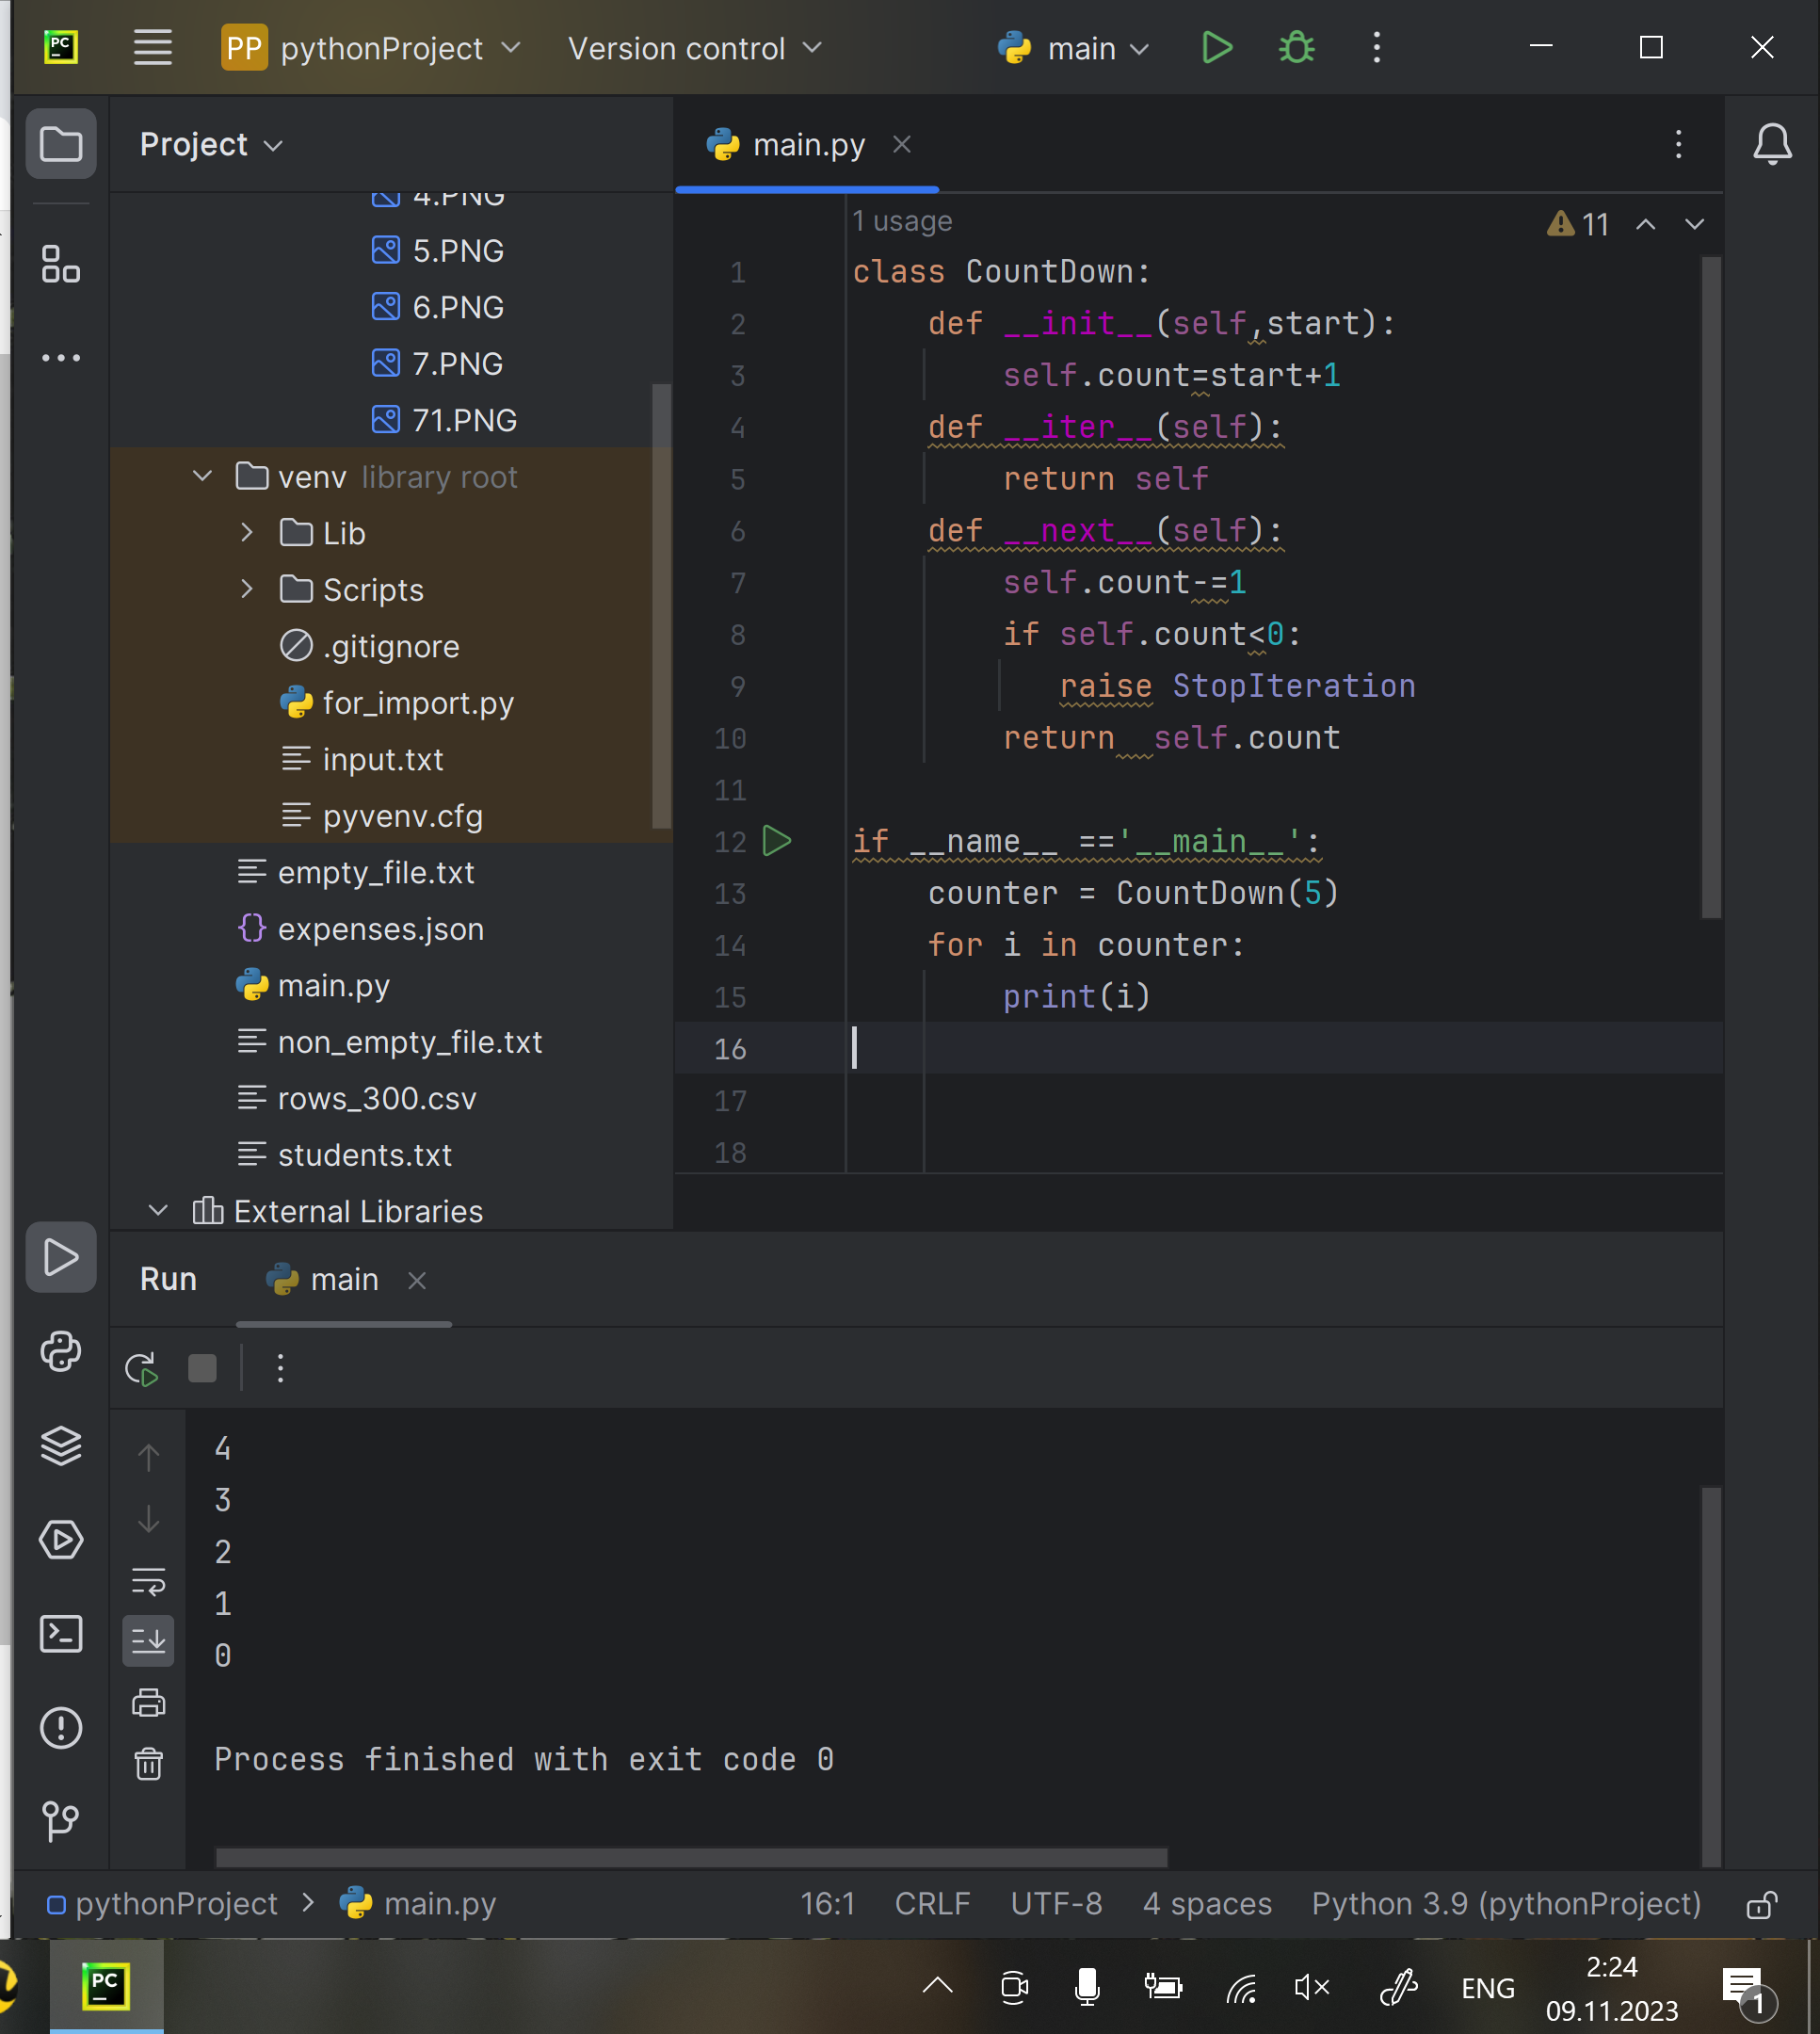 PC
PP pythonProject Version control main
Project
main.py
4.PNG
5.PNG
6.PNG
7.PNG
71.PNG
venv library root
Lib
Scripts
.gitignore
for_import.py
input.txt
pyvenv.cfg
empty_file.txt
expenses.json
main.py
non_empty_file.txt
rows_300.csv
students.txt
External Libraries
1 usage
11
1 class CountDown:
2     def __init__(self,start):
3         self.count=start+1
4     def __iter__(self):
5         return self
6     def __next__(self):
7         self.count-=1
8         if self.count<0:
9            raise StopIteration
10         return  self.count
11
12 if __name__ =='__main__':
13     counter = CountDown(5)
14     for i in counter:
15         print(i)
16
17
18
Run main
4
3
2
1
0
Process finished with exit code 0
pythonProject > main.py 16:1 CRLF UTF-8 4 spaces Python 3.9 (pythonProject)
PC
ENG
2:24
09.11.2023
1